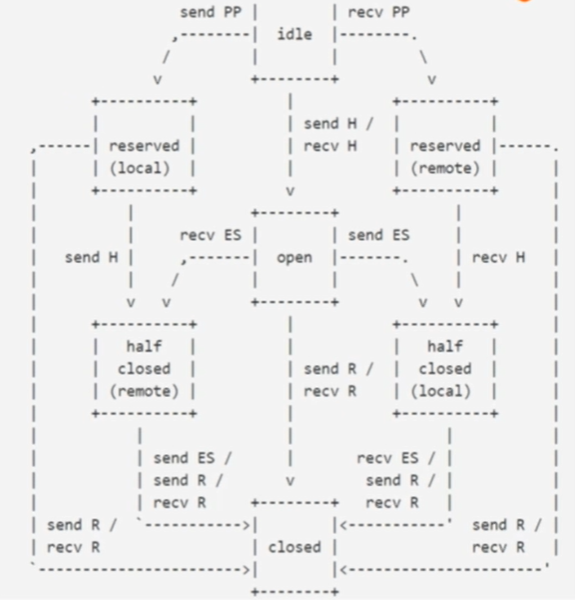 send PP recv PP
idle
send H /
reserved recv H reserved
(local) (remote)
recv ES send ES
send H open recv H
half half
closed send R / closed
(remote) recv R (local)
send ES / recv ES /
send R / send R /
recv R recv R
send R / send R /
recv R closed recv R